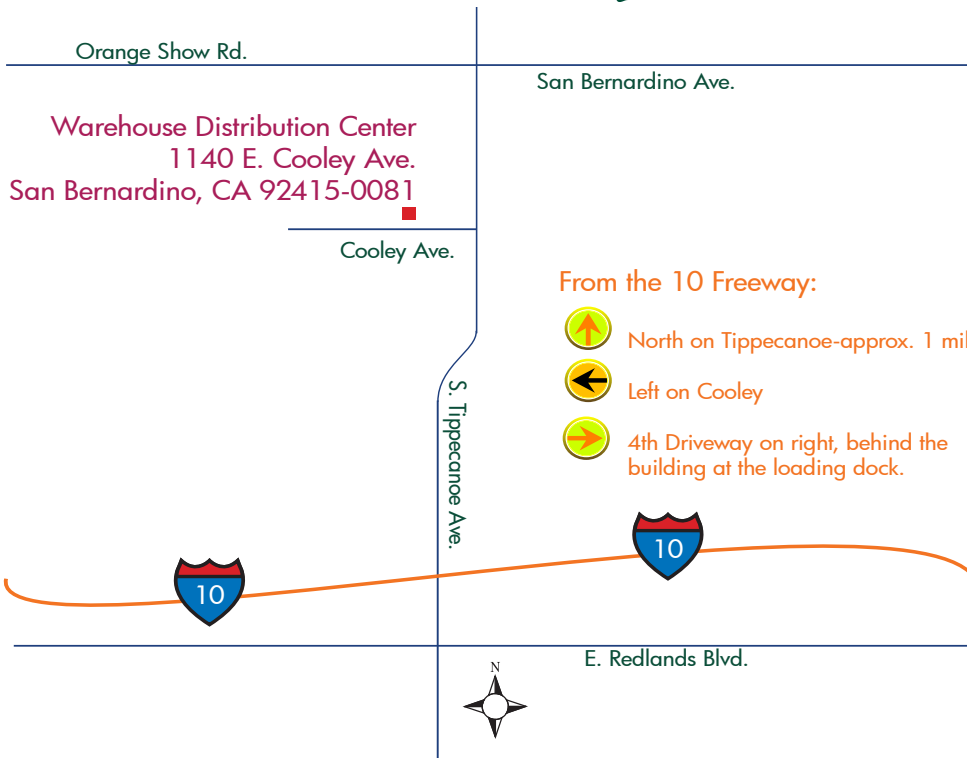 Orange Show Rd.
San Bernardino Ave.
Warehouse Distribution Center
1140 E. Cooley Ave.
San Bernardino, CA 92415-0081
Cooley Ave.
From the 10 Freeway:
North on Tippecanoe-approx. 1 mil
Left on Cooley
4th Driveway on right, behind the
building at the loading dock.
S. Tippecanoe Ave.
10
10
E. Redlands Blvd.
N